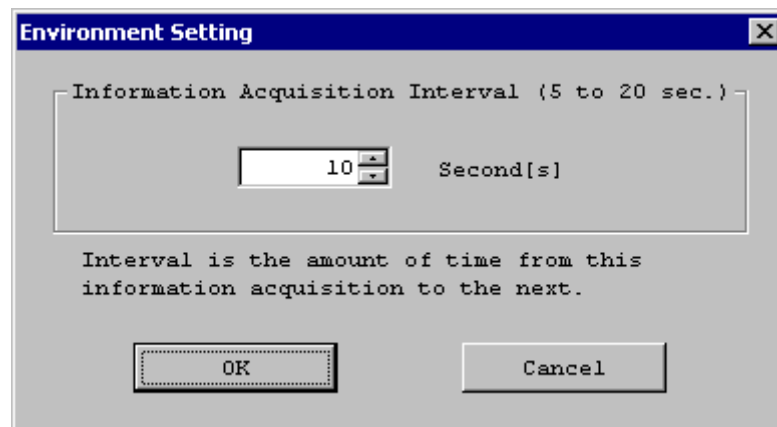 Environment Setting
Information Acquisition Interval (5 to 20 sec.)
10 Second[s]
Interval is the amount of time from this
information acquisition to the next.
OK Cancel